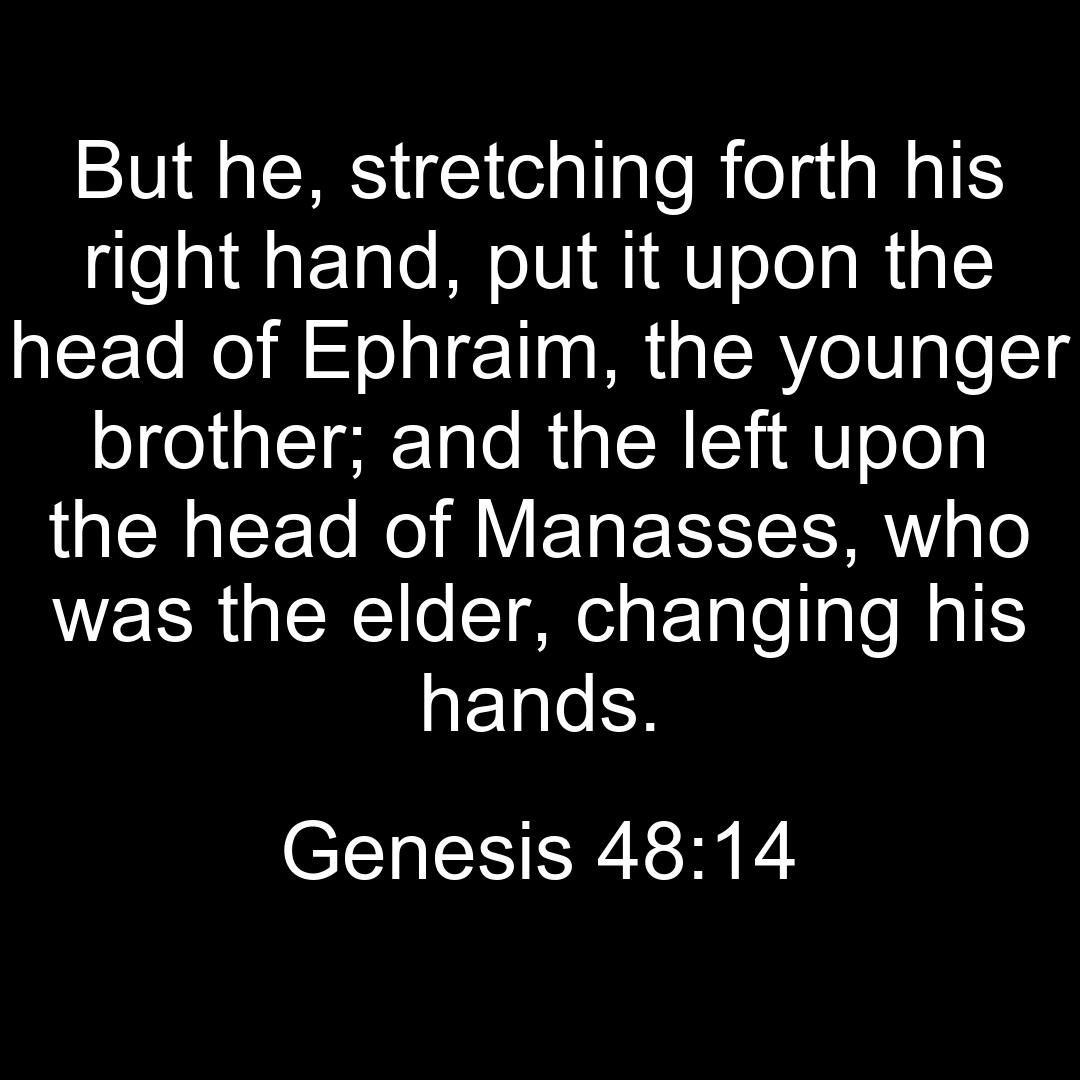 But he, stretching forth his
right hand, put it upon the
head of Ephraim, the younger
brother; and the left upon
the head of Manasses, who
was the elder, changing his
hands.
Genesis 48:14